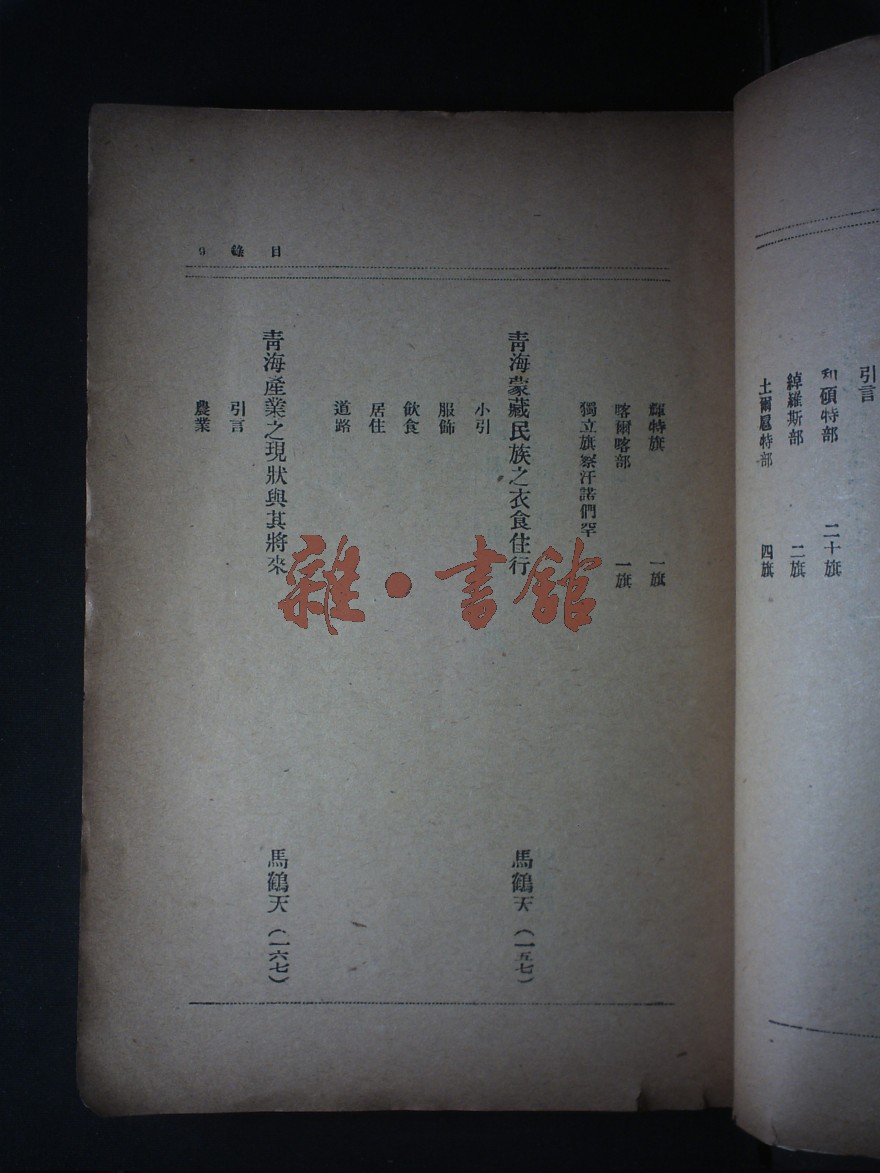 引言
和碩特部 二十旗
綽羅斯部 二旗
土爾扈特部 四旗
目錄 9
輝特旗 一旗
喀爾喀部 一旗
獨立旗察汗諾們罕
青海蒙藏民族之衣食住行 馬鶴天 (一五七)
小引
服飾
飲食
居住
道路
青海產業之現狀與其將來 馬鶴天 (一六七)
引言
農業
雜·書館